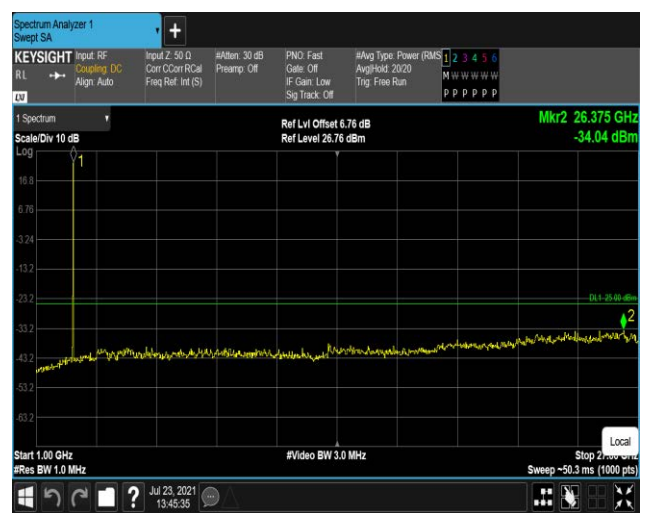 Spectrum Analyzer 1
Swept SA
+
KEYSIGHT Input: RF Input Z: 50 Ω #Atten: 30 dB PNO: Fast #Avg Type: Power (RMS 1 2 3 4 5 6
RL Coupling: DC Corr CCorr RCal Preamp: Off Gate: Off Avg|Hold: 20/20 M W W W W W
Align: Auto Freq Ref: Int (S) IF Gain: Low Trig: Free Run
Sig Track: Off P P P P P P
LXI
1 Spectrum Ref Lvl Offset 6.76 dB Mkr2 26.375 GHz
Scale/Div 10 dB Ref Level 26.76 dBm -34.04 dBm
Log
1
16.8
6.76
-3.24
-13.2
-23.2
DL1 -25.00 dBm
2
-33.2
-43.2
-53.2
-63.2
Local
Start 1.00 GHz #Video BW 3.0 MHz Stop
#Res BW 1.0 MHz Sweep ~50.3 ms (1000 pts)
? Jul 23, 2021
13:45:35